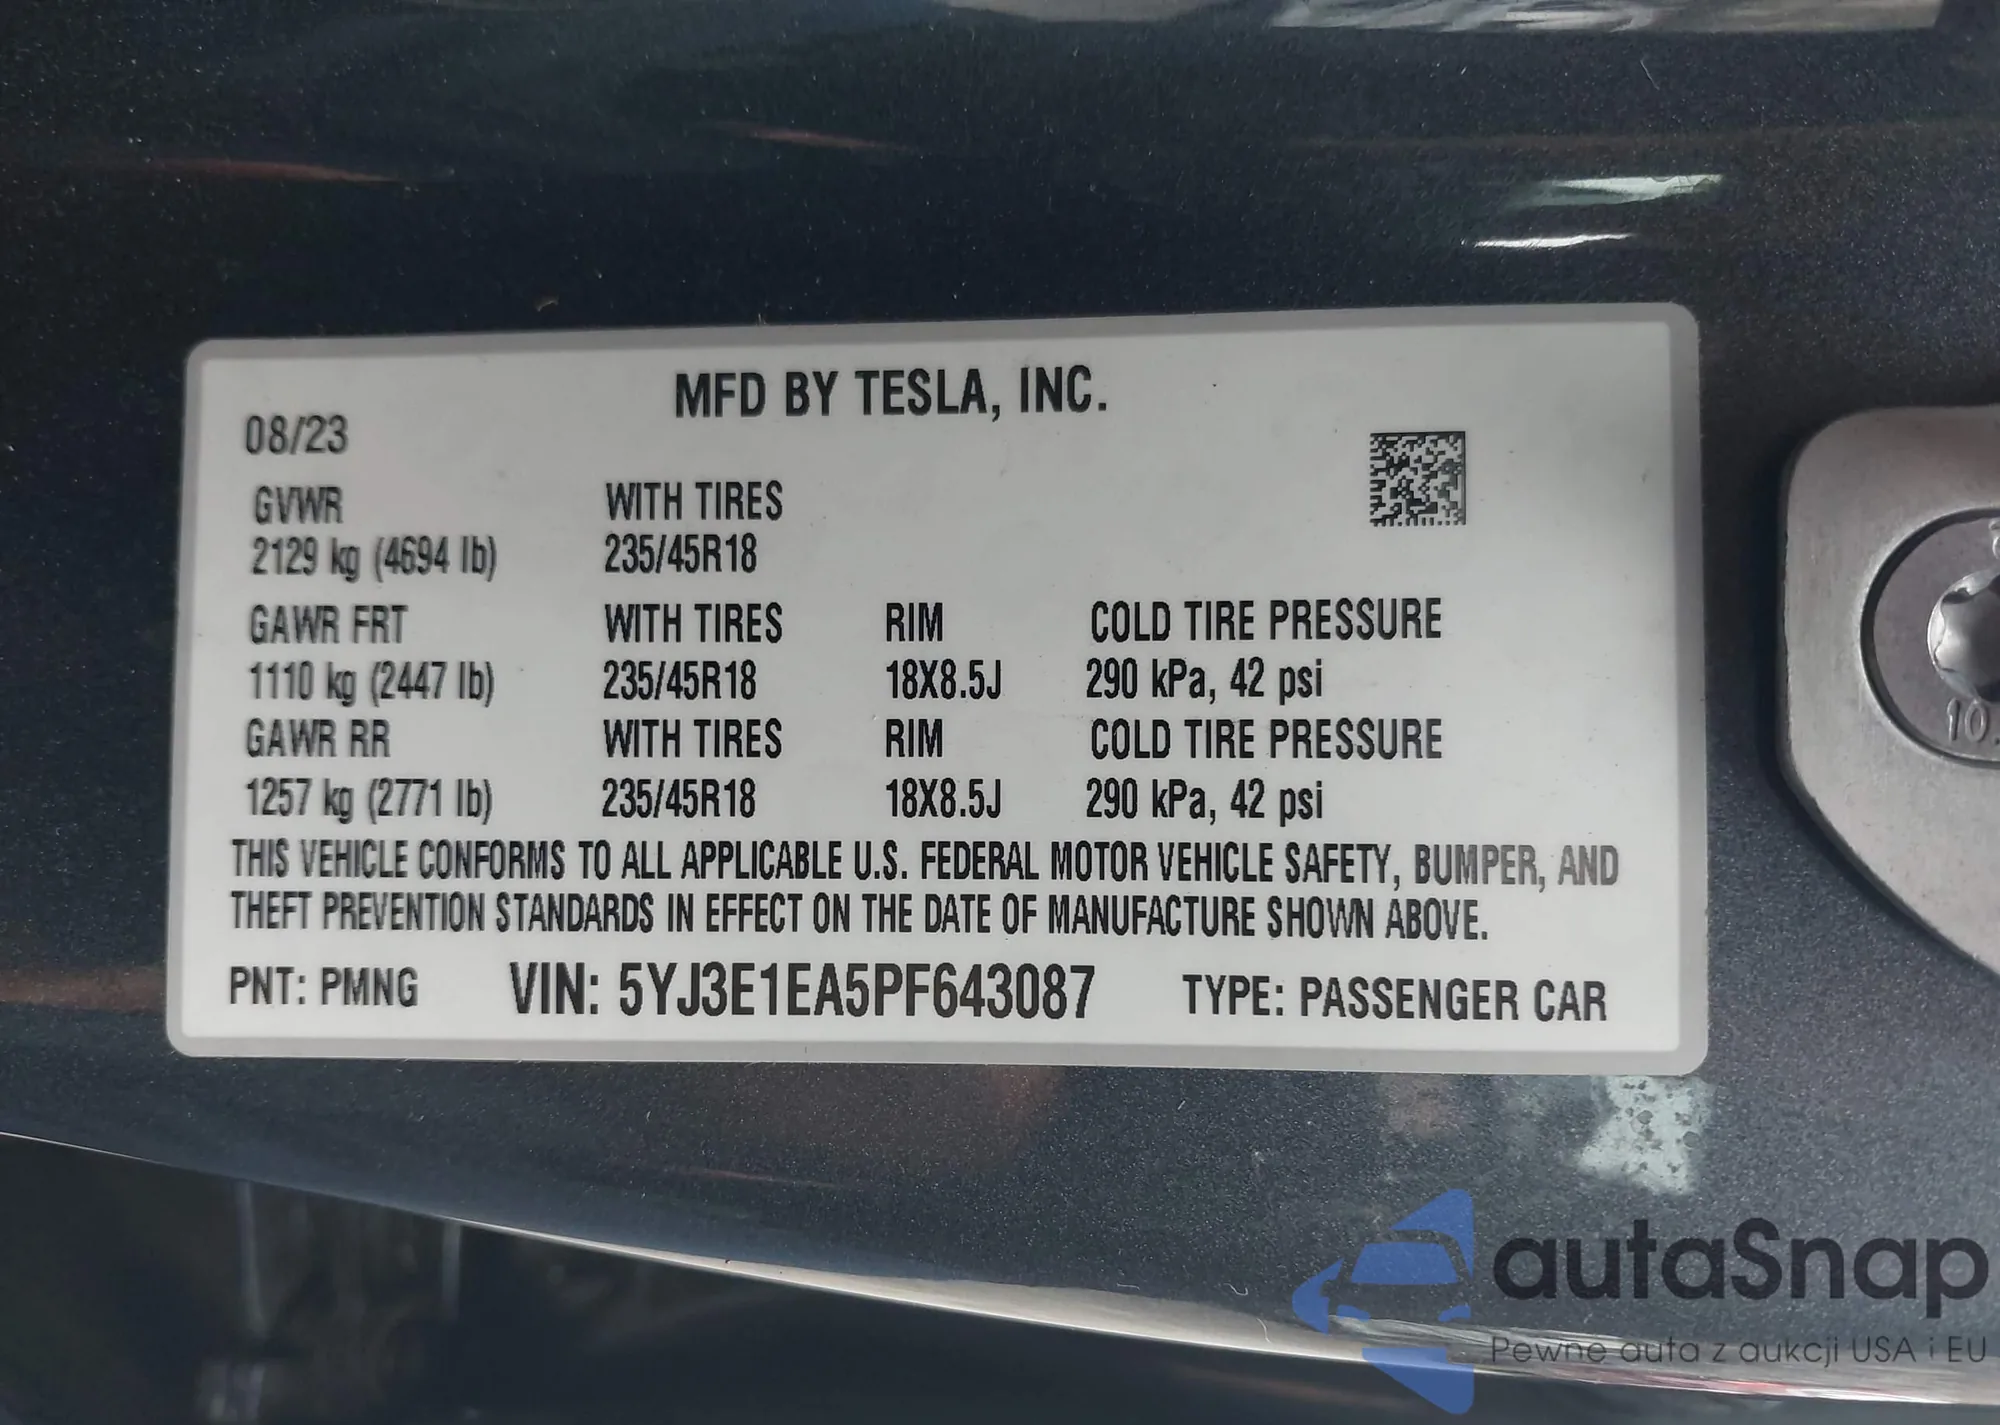 MFD BY TESLA, INC.
08/23
GVWR WITH TIRES
2129 kg (4694 lb) 235/45R18
GAWR FRT WITH TIRES RIM COLD TIRE PRESSURE
1110 kg (2447 lb) 235/45R18 18X8.5J 290 kPa, 42 psi
GAWR RR WITH TIRES RIM COLD TIRE PRESSURE
1257 kg (2771 lb) 235/45R18 18X8.5J 290 kPa, 42 psi
THIS VEHICLE CONFORMS TO ALL APPLICABLE U.S. FEDERAL MOTOR VEHICLE SAFETY, BUMPER, AND
THEFT PREVENTION STANDARDS IN EFFECT ON THE DATE OF MANUFACTURE SHOWN ABOVE.
PNT: PMNG VIN: 5YJ3E1EA5PF643087 TYPE: PASSENGER CAR
10.
autaSnap
Pewne auta z aukcji USA i EU